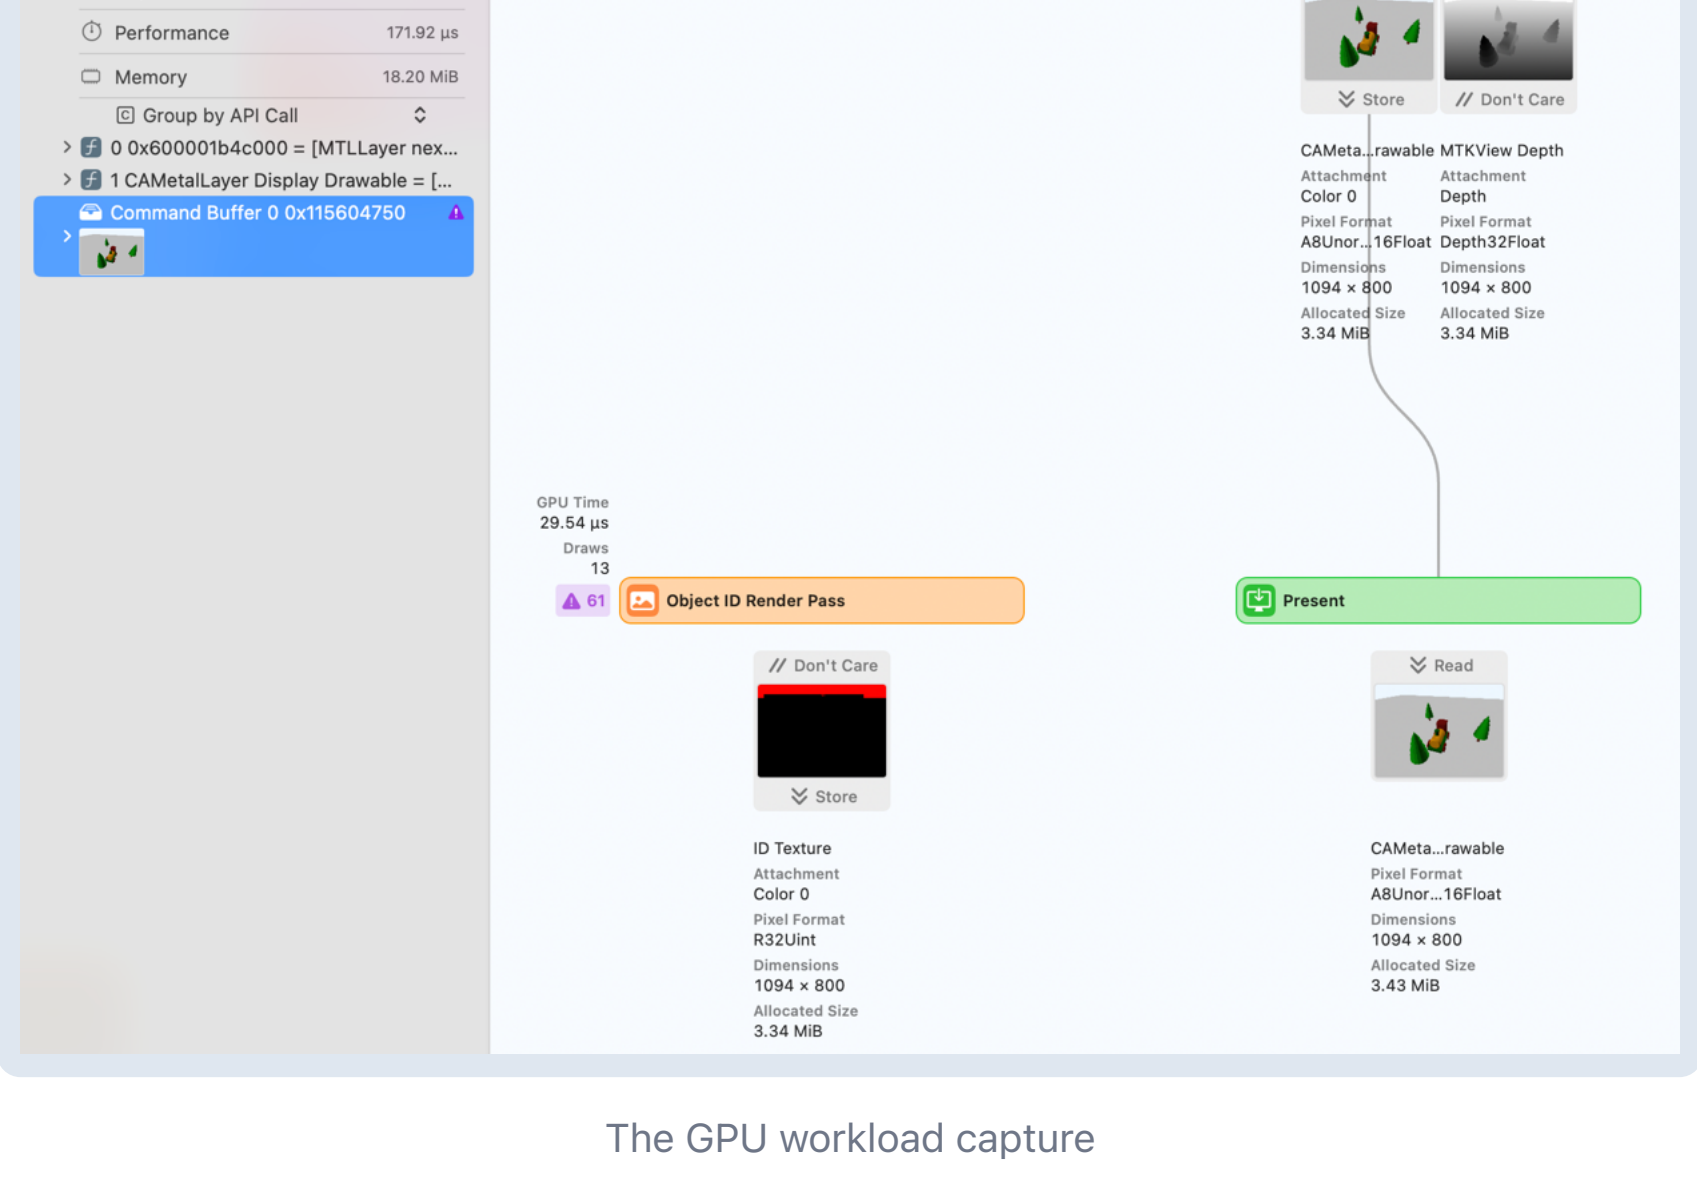 Performance 171.92 µs
Memory 18.20 MiB
Group by API Call
0 0x600001b4c000 = [MTLLayer nex...
1 CAMetalLayer Display Drawable = [...
Command Buffer 0 0x115604750
Store
Don't Care
CAMeta...rawable
Attachment
Color 0
Pixel Format
A8Unor...16Float
Dimensions
1094 × 800
Allocated Size
3.34 MiB
MTKView Depth
Attachment
Depth
Pixel Format
Depth32Float
Dimensions
1094 × 800
Allocated Size
3.34 MiB
GPU Time
29.54 µs
Draws
13
61
Object ID Render Pass
Don't Care
Store
ID Texture
Attachment
Color 0
Pixel Format
R32Uint
Dimensions
1094 × 800
Allocated Size
3.34 MiB
Present
Read
CAMeta...rawable
Pixel Format
A8Unor...16Float
Dimensions
1094 × 800
Allocated Size
3.43 MiB
The GPU workload capture